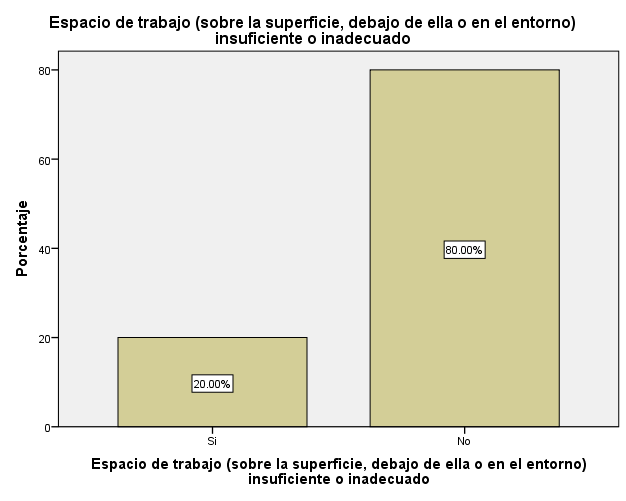 Espacio de trabajo (sobre la superficie, debajo de ella o en el entorno)
insuficiente o inadecuado
Porcentaje
80
60
40
20
0
20.00%
80.00%
Si
No
Espacio de trabajo (sobre la superficie, debajo de ella o en el entorno)
insuficiente o inadecuado